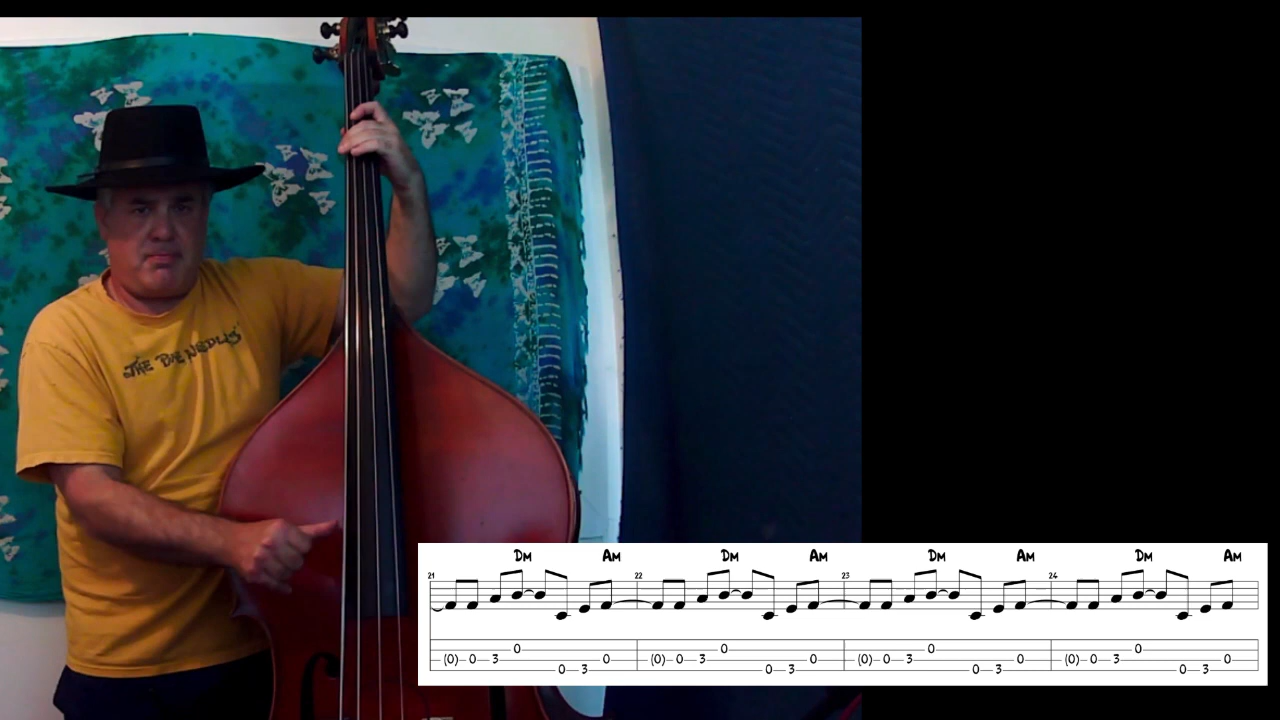 THE BAD NEDLYS
Dm Am Dm Am Dm Am Dm Am
21 22 23 24
0 0 0 0
(0) 0 3 0 (0) 0 3 0 (0) 0 3 0 (0) 0 3 0
0 3 0 3 0 3 0 3